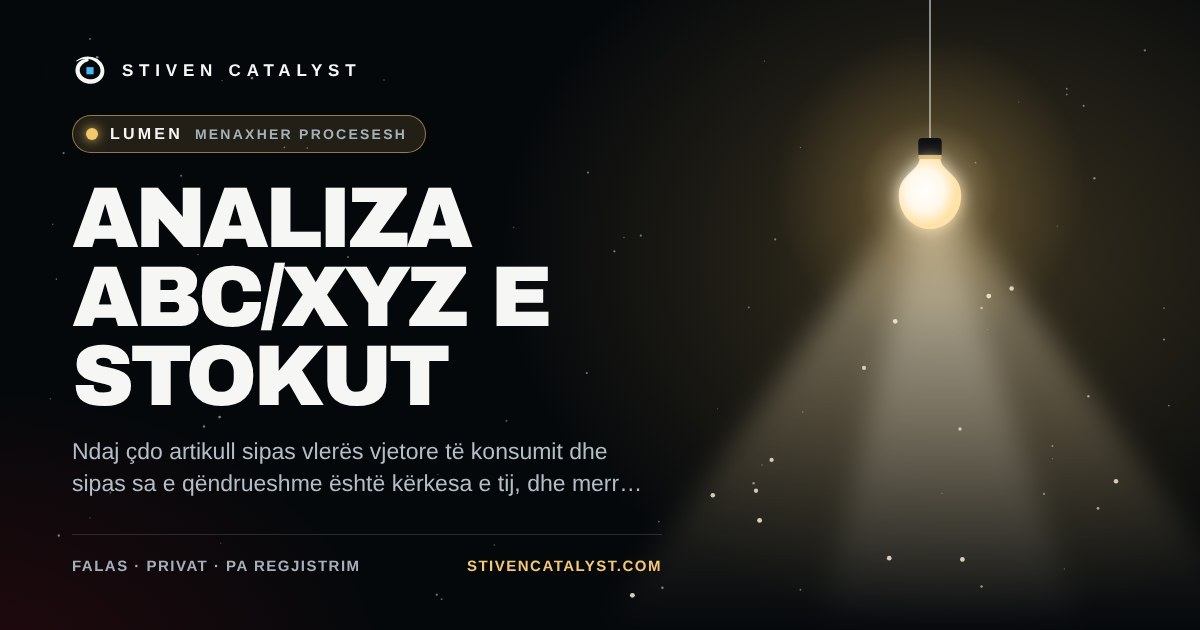 STIVEN CATALYST
LUMEN MENAXHER PROCESESH
ANALIZA
ABC/XYZ E
STOKUT
Ndaj çdo artikull sipas vlerës vjetore të konsumit dhe
sipas sa e qëndrueshme është kërkesa e tij, dhe merr…
FALAS · PRIVAT · PA REGJISTRIM
STIVENCATALYST.COM